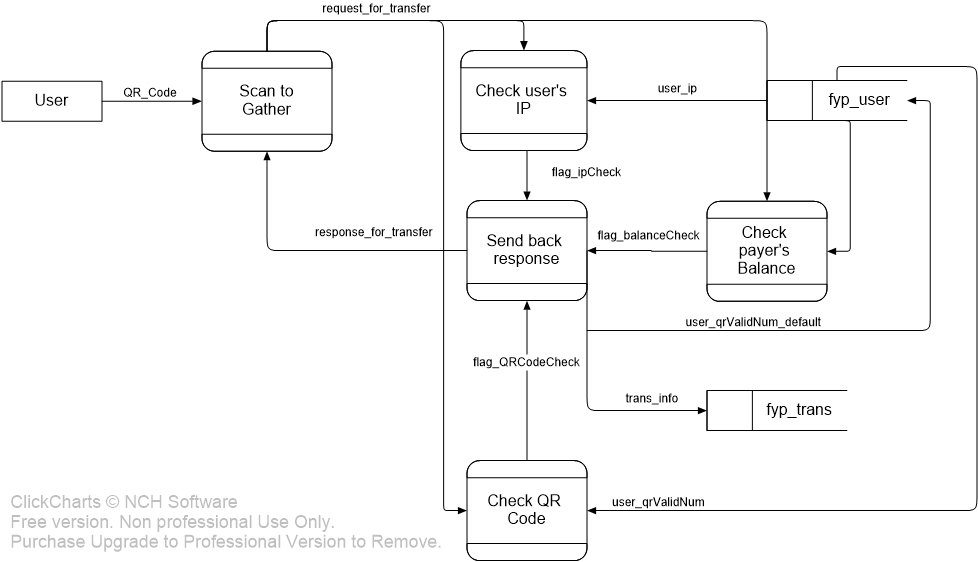 request_for_transfer
User
QR_Code
Scan to
Gather
Check user's
IP
user_ip
fyp_user
flag_ipCheck
response_for_transfer
Send back
response
flag_balanceCheck
Check
payer's
Balance
user_qrValidNum_default
flag_QRCodeCheck
trans_info
fyp_trans
Check QR
Code
user_qrValidNum
ClickCharts © NCH Software
Free version. Non professional Use Only.
Purchase Upgrade to Professional Version to Remove.